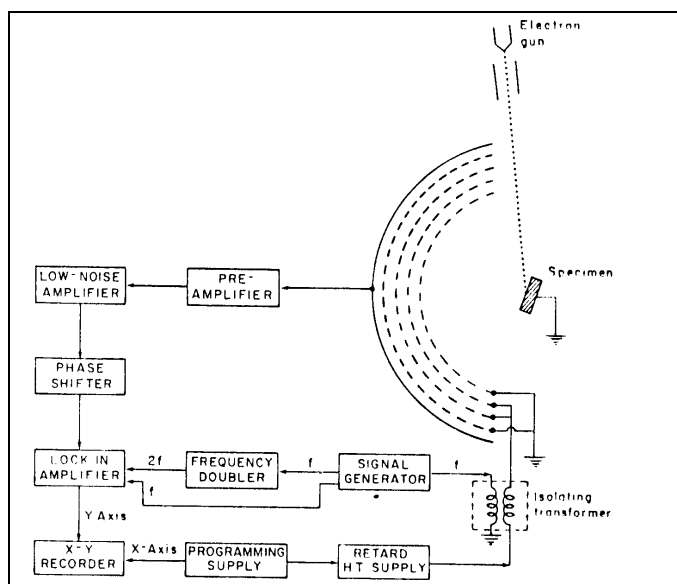 Electron
gun
Specimen
LOW-NOISE
AMPLIFIER
PRE-
AMPLIFIER
PHASE
SHIFTER
LOCK IN
AMPLIFIER
2f
FREQUENCY
DOUBLER
f
SIGNAL
GENERATOR
f
f
Isolating
transformer
Y Axis
X-Y
RECORDER
X-Axis
PROGRAMMING
SUPPLY
RETARD
HT SUPPLY